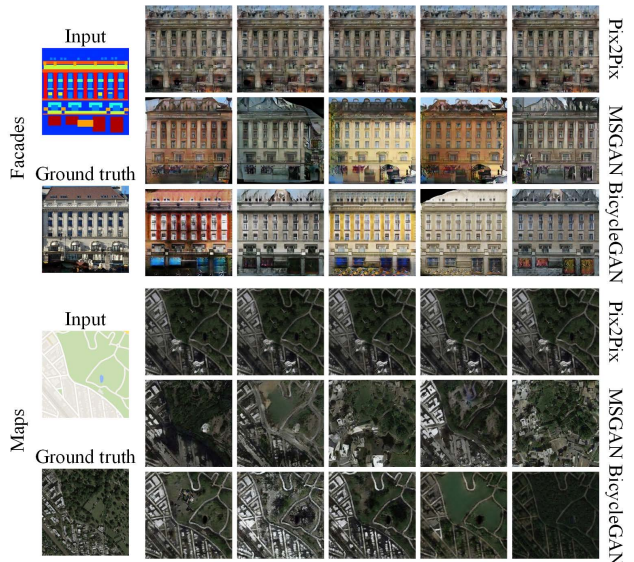 Input
Ground truth
Facades
Pix2Pix
MSGAN
BicycleGAN
Input
Ground truth
Maps
Pix2Pix
MSGAN
BicycleGAN